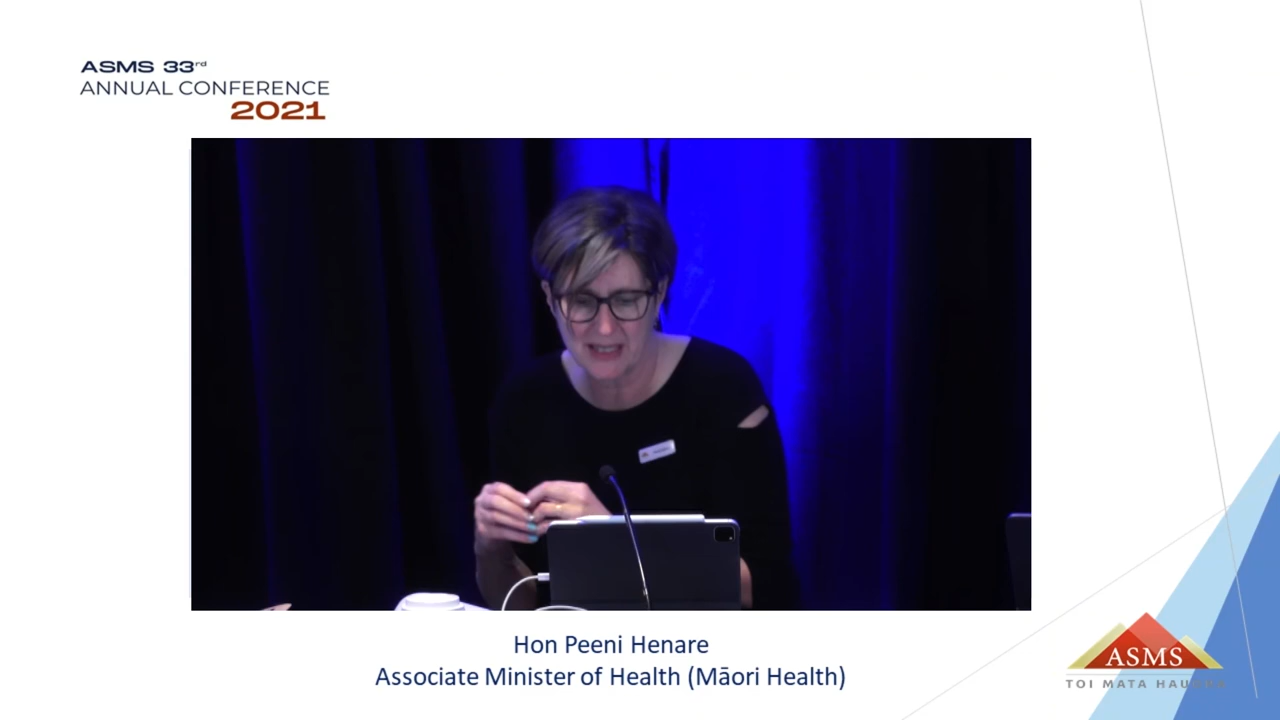 ASMS 33rd
ANNUAL CONFERENCE
2021
Hon Peeni Henare
Associate Minister of Health (Māori Health)
ASMS
TOI MATA HAUORA